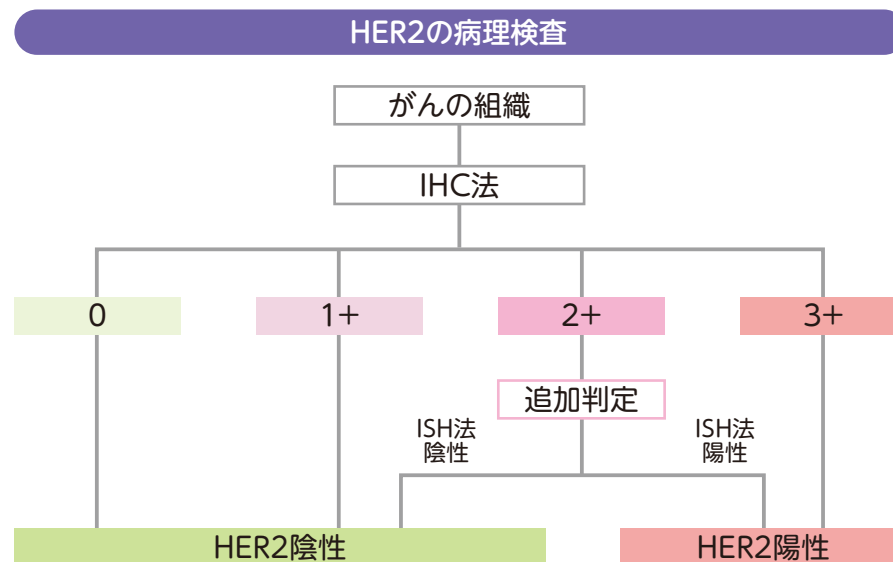 HER2の病理検査
がんの組織
IHC法
0
1+
2+
3+
追加判定
ISH法
陰性
ISH法
陽性
HER2陰性
HER2陽性